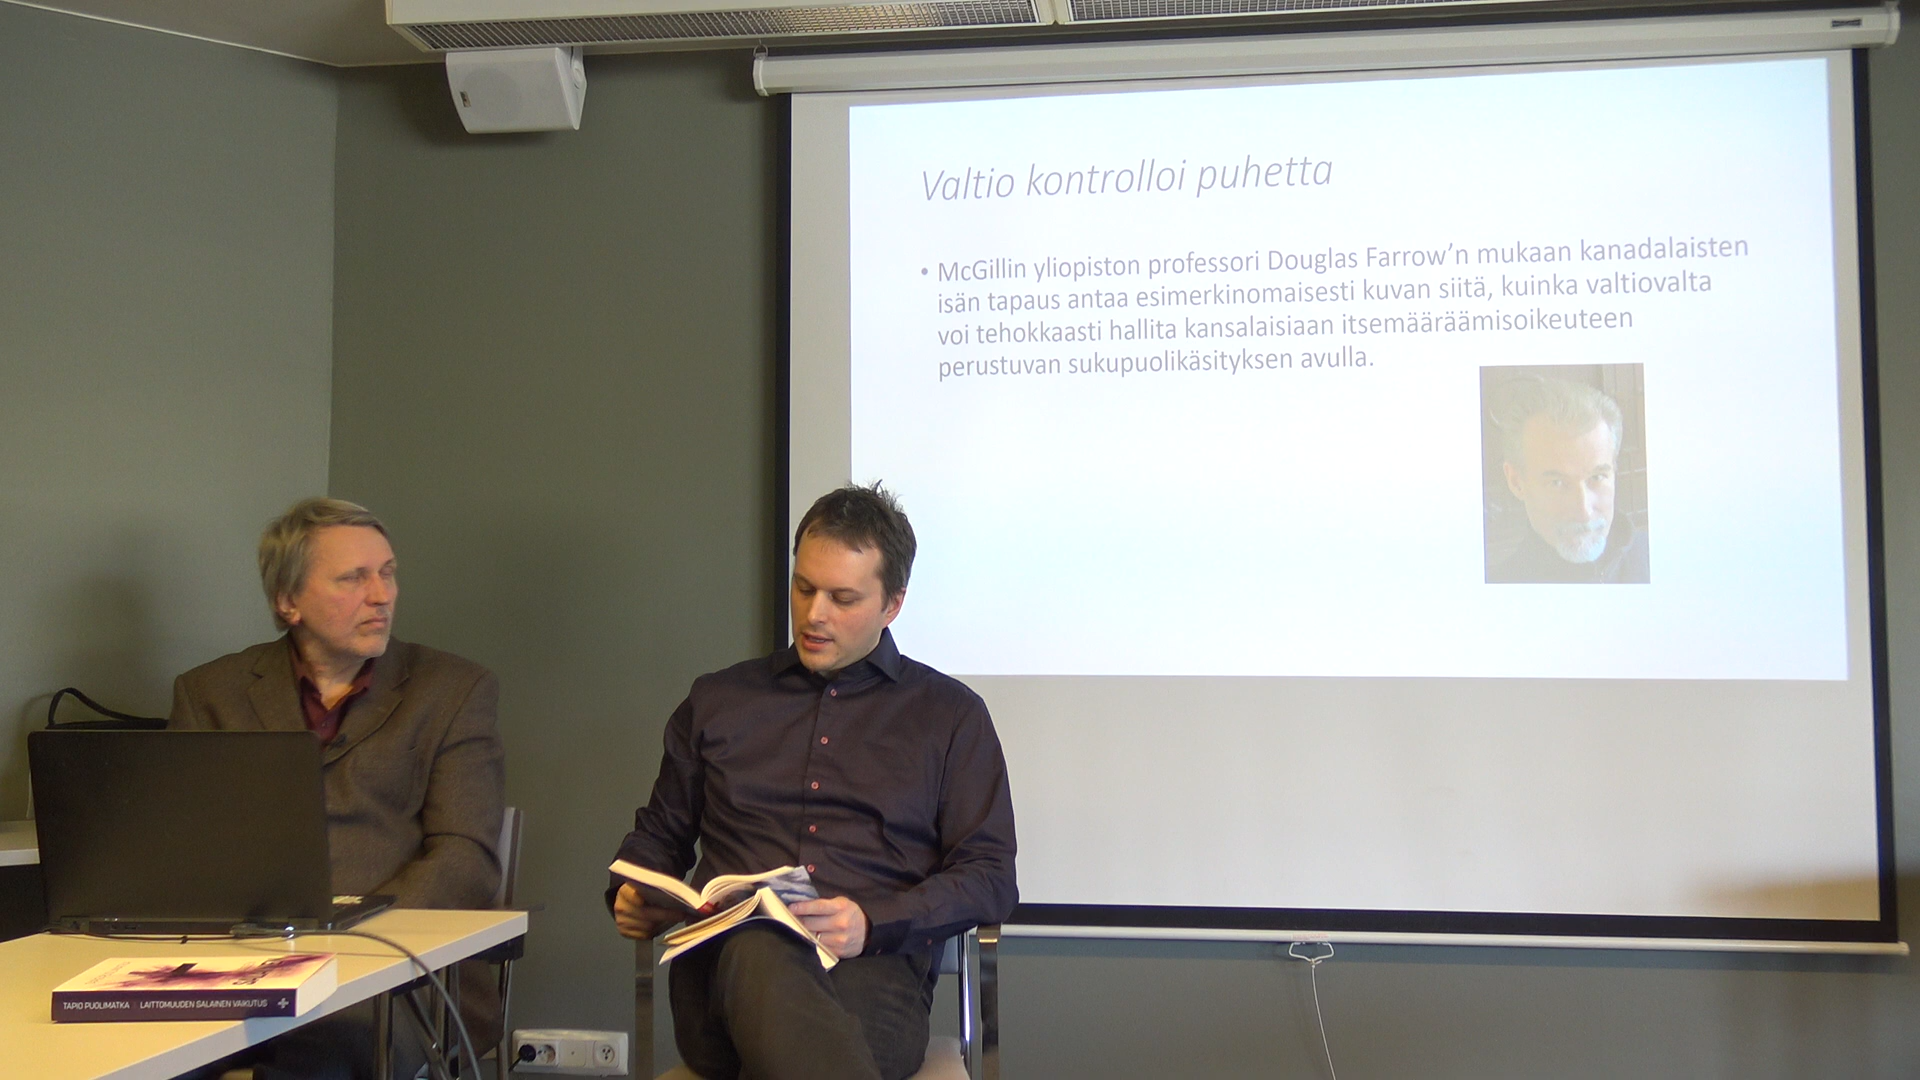 Valtio kontrolloi puhetta
• McGillin yliopiston professori Douglas Farrow’n mukaan kanadalaisten
isän tapaus antaa esimerkinomaisesti kuvan siitä, kuinka valtiovalta
voi tehokkaasti hallita kansalaisiaan itsemääräämisoikeuteen
perustuvan sukupuolikäsityksen avulla.
TAPIO PUOLIMATKA LAITTOMUUDEN SALAINEN VAIKUTUS